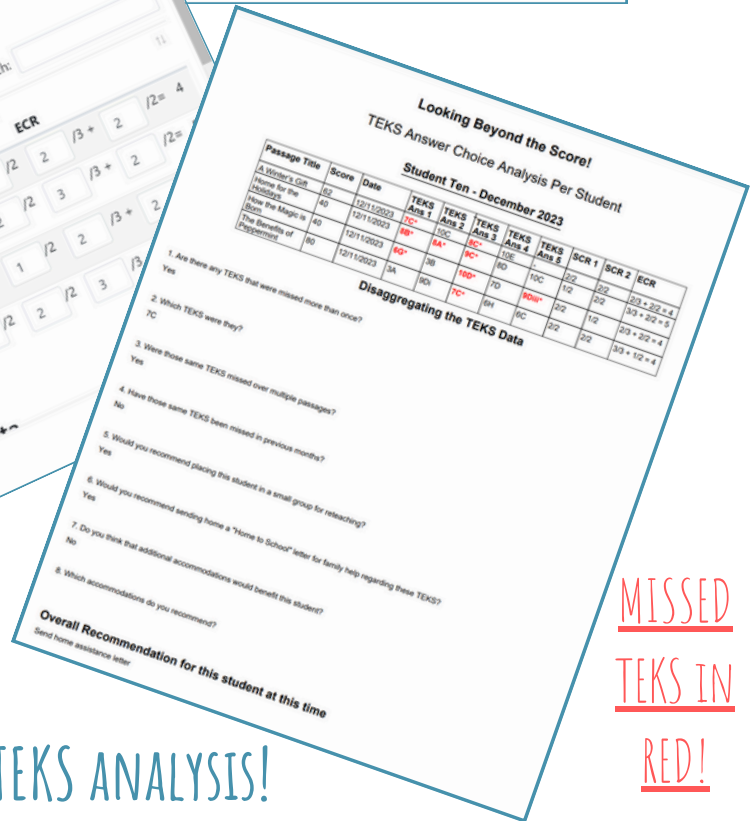 ECR
/2 2 /3 + 2 /2= 4
/2 3 /3 + 2 /2=
1 /2 2 /3 + 2
/2 2 /2 3
Looking Beyond the Score!
TEKS Answer Choice Analysis Per Student
Student Ten - December 2023
Passage Title Score Date TEKS Ans 1 TEKS Ans 2 TEKS Ans 3 TEKS Ans 4 TEKS Ans 5 SCR 1 SCR 2 ECR
A Winter's Gift 62 12/11/2023 7C* 10C 8C* 10E - 2/2 2/2 2/3 + 2/2 = 4
Home for the Holidays 40 12/11/2023 8B* 8A* 9C* 8D 10C 1/2 2/2 3/3 + 2/2 = 5
How the Magic is Born 40 12/11/2023 6G* 3B 10D* 7D 9Diii* 2/2 1/2 2/3 + 2/2 = 4
The Benefits of Peppermint 80 12/11/2023 3A 9Di 7C* 6H 6C 2/2 2/2 3/3 + 1/2 = 4
Disaggregating the TEKS Data
1. Are there any TEKS that were missed more than once?
Yes
2. Which TEKS were they?
7C
3. Were those same TEKS missed over multiple passages?
Yes
4. Have those same TEKS been missed in previous months?
No
5. Would you recommend placing this student in a small group for reteaching?
Yes
6. Would you recommend sending home a "Home to School" letter for family help regarding these TEKS?
Yes
7. Do you think that additional accommodations would benefit this student?
No
8. Which accommodations do you recommend?
Overall Recommendation for this student at this time
Send home assistance letter
MISSED
TEKS IN
RED!
TEKS ANALYSIS!